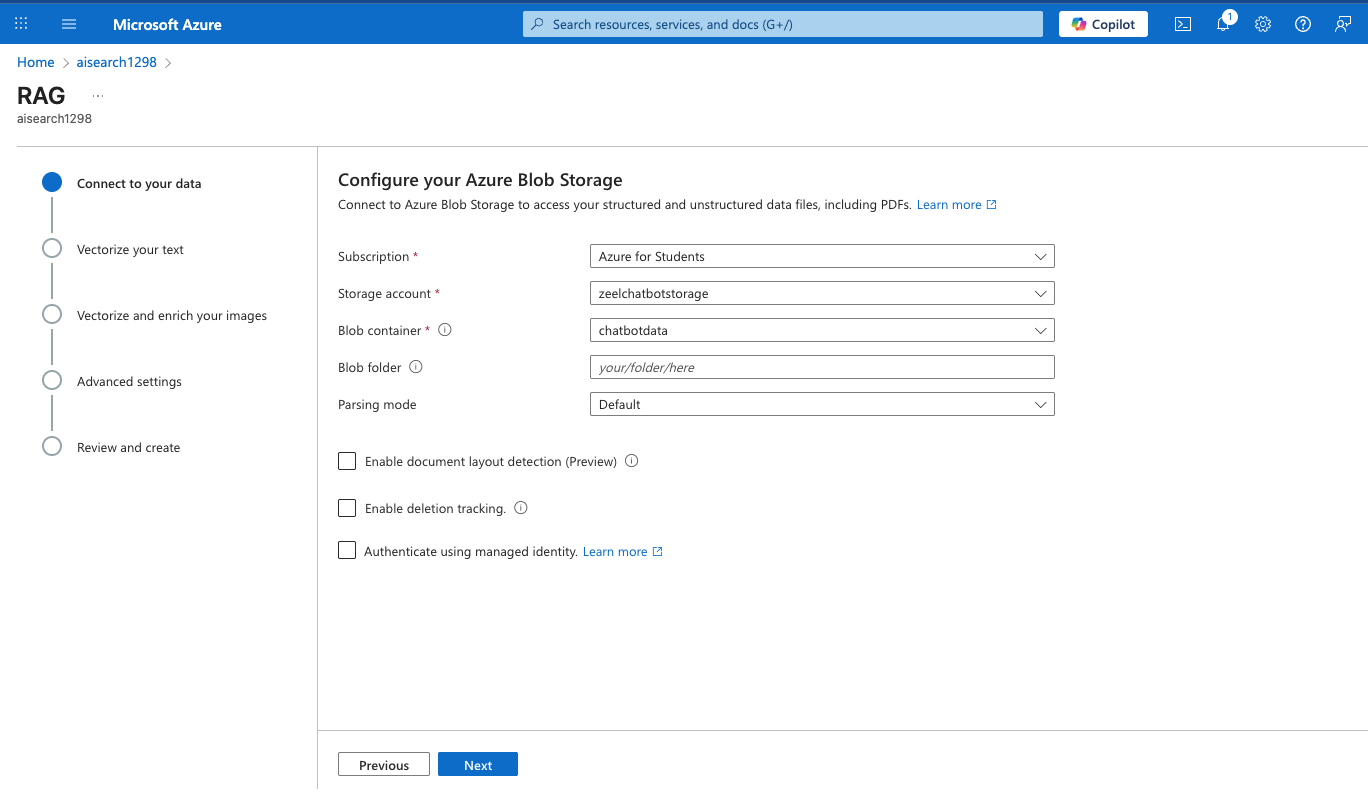 Microsoft Azure
Search resources, services, and docs (G+/)
Copilot
1
Home > aisearch1298 >
RAG ...
aisearch1298
Connect to your data
Vectorize your text
Vectorize and enrich your images
Advanced settings
Review and create
Configure your Azure Blob Storage
Connect to Azure Blob Storage to access your structured and unstructured data files, including PDFs. Learn more
Subscription * Azure for Students
Storage account * zeelchatbotstorage
Blob container * chatbotdata
Blob folder your/folder/here
Parsing mode Default
Enable document layout detection (Preview)
Enable deletion tracking.
Authenticate using managed identity. Learn more
Previous Next